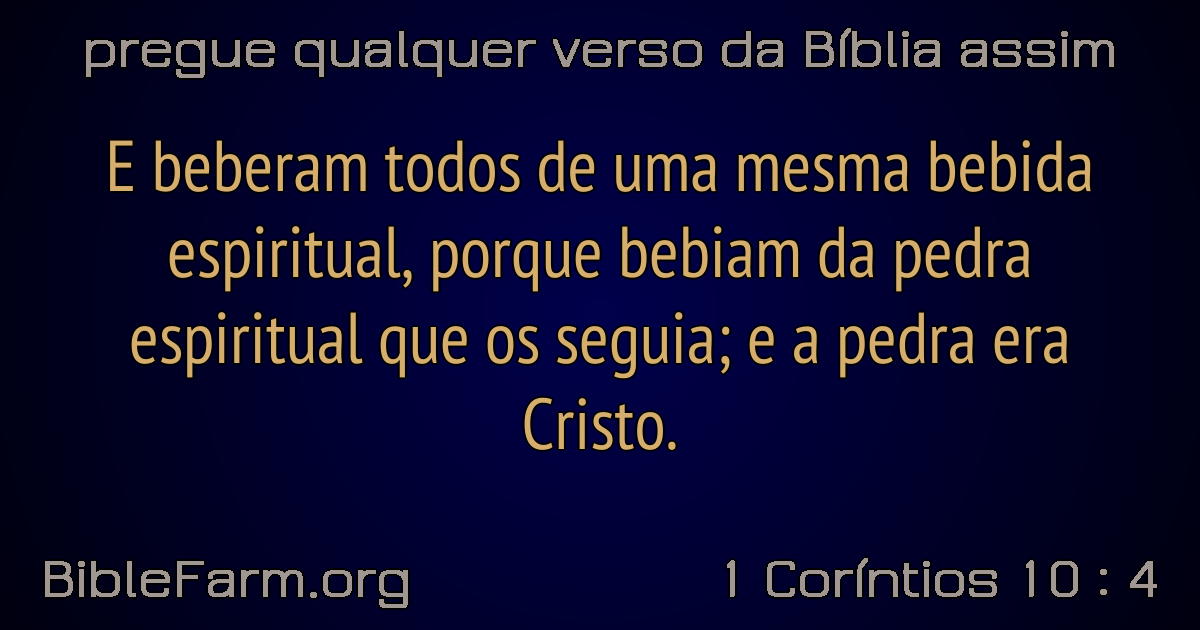 pregue qualquer verso da Bíblia assim
E beberam todos de uma mesma bebida
espiritual, porque bebiam da pedra
espiritual que os seguia; e a pedra era
Cristo.
BibleFarm.org
1 Coríntios 10 : 4